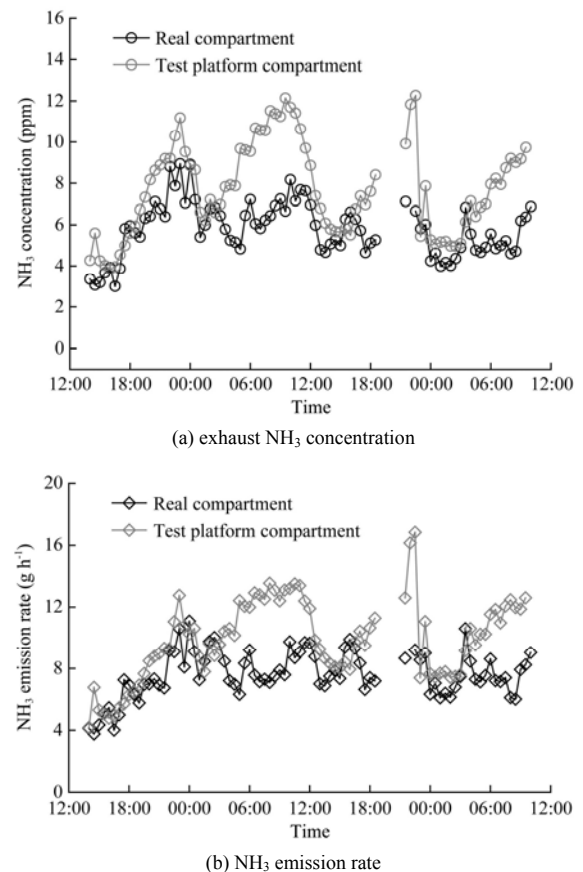 16
14
12
10
8
6
4
2
0
NH₃ concentration (ppm)
Real compartment
Test platform compartment
12:00 18:00 00:00 06:00 12:00 18:00 00:00 06:00 12:00
Time
(a) exhaust NH₃ concentration
20
16
12
8
4
0
NH₃ emission rate (g h⁻¹)
Real compartment
Test platform compartment
12:00 18:00 00:00 06:00 12:00 18:00 00:00 06:00 12:00
Time
(b) NH₃ emission rate